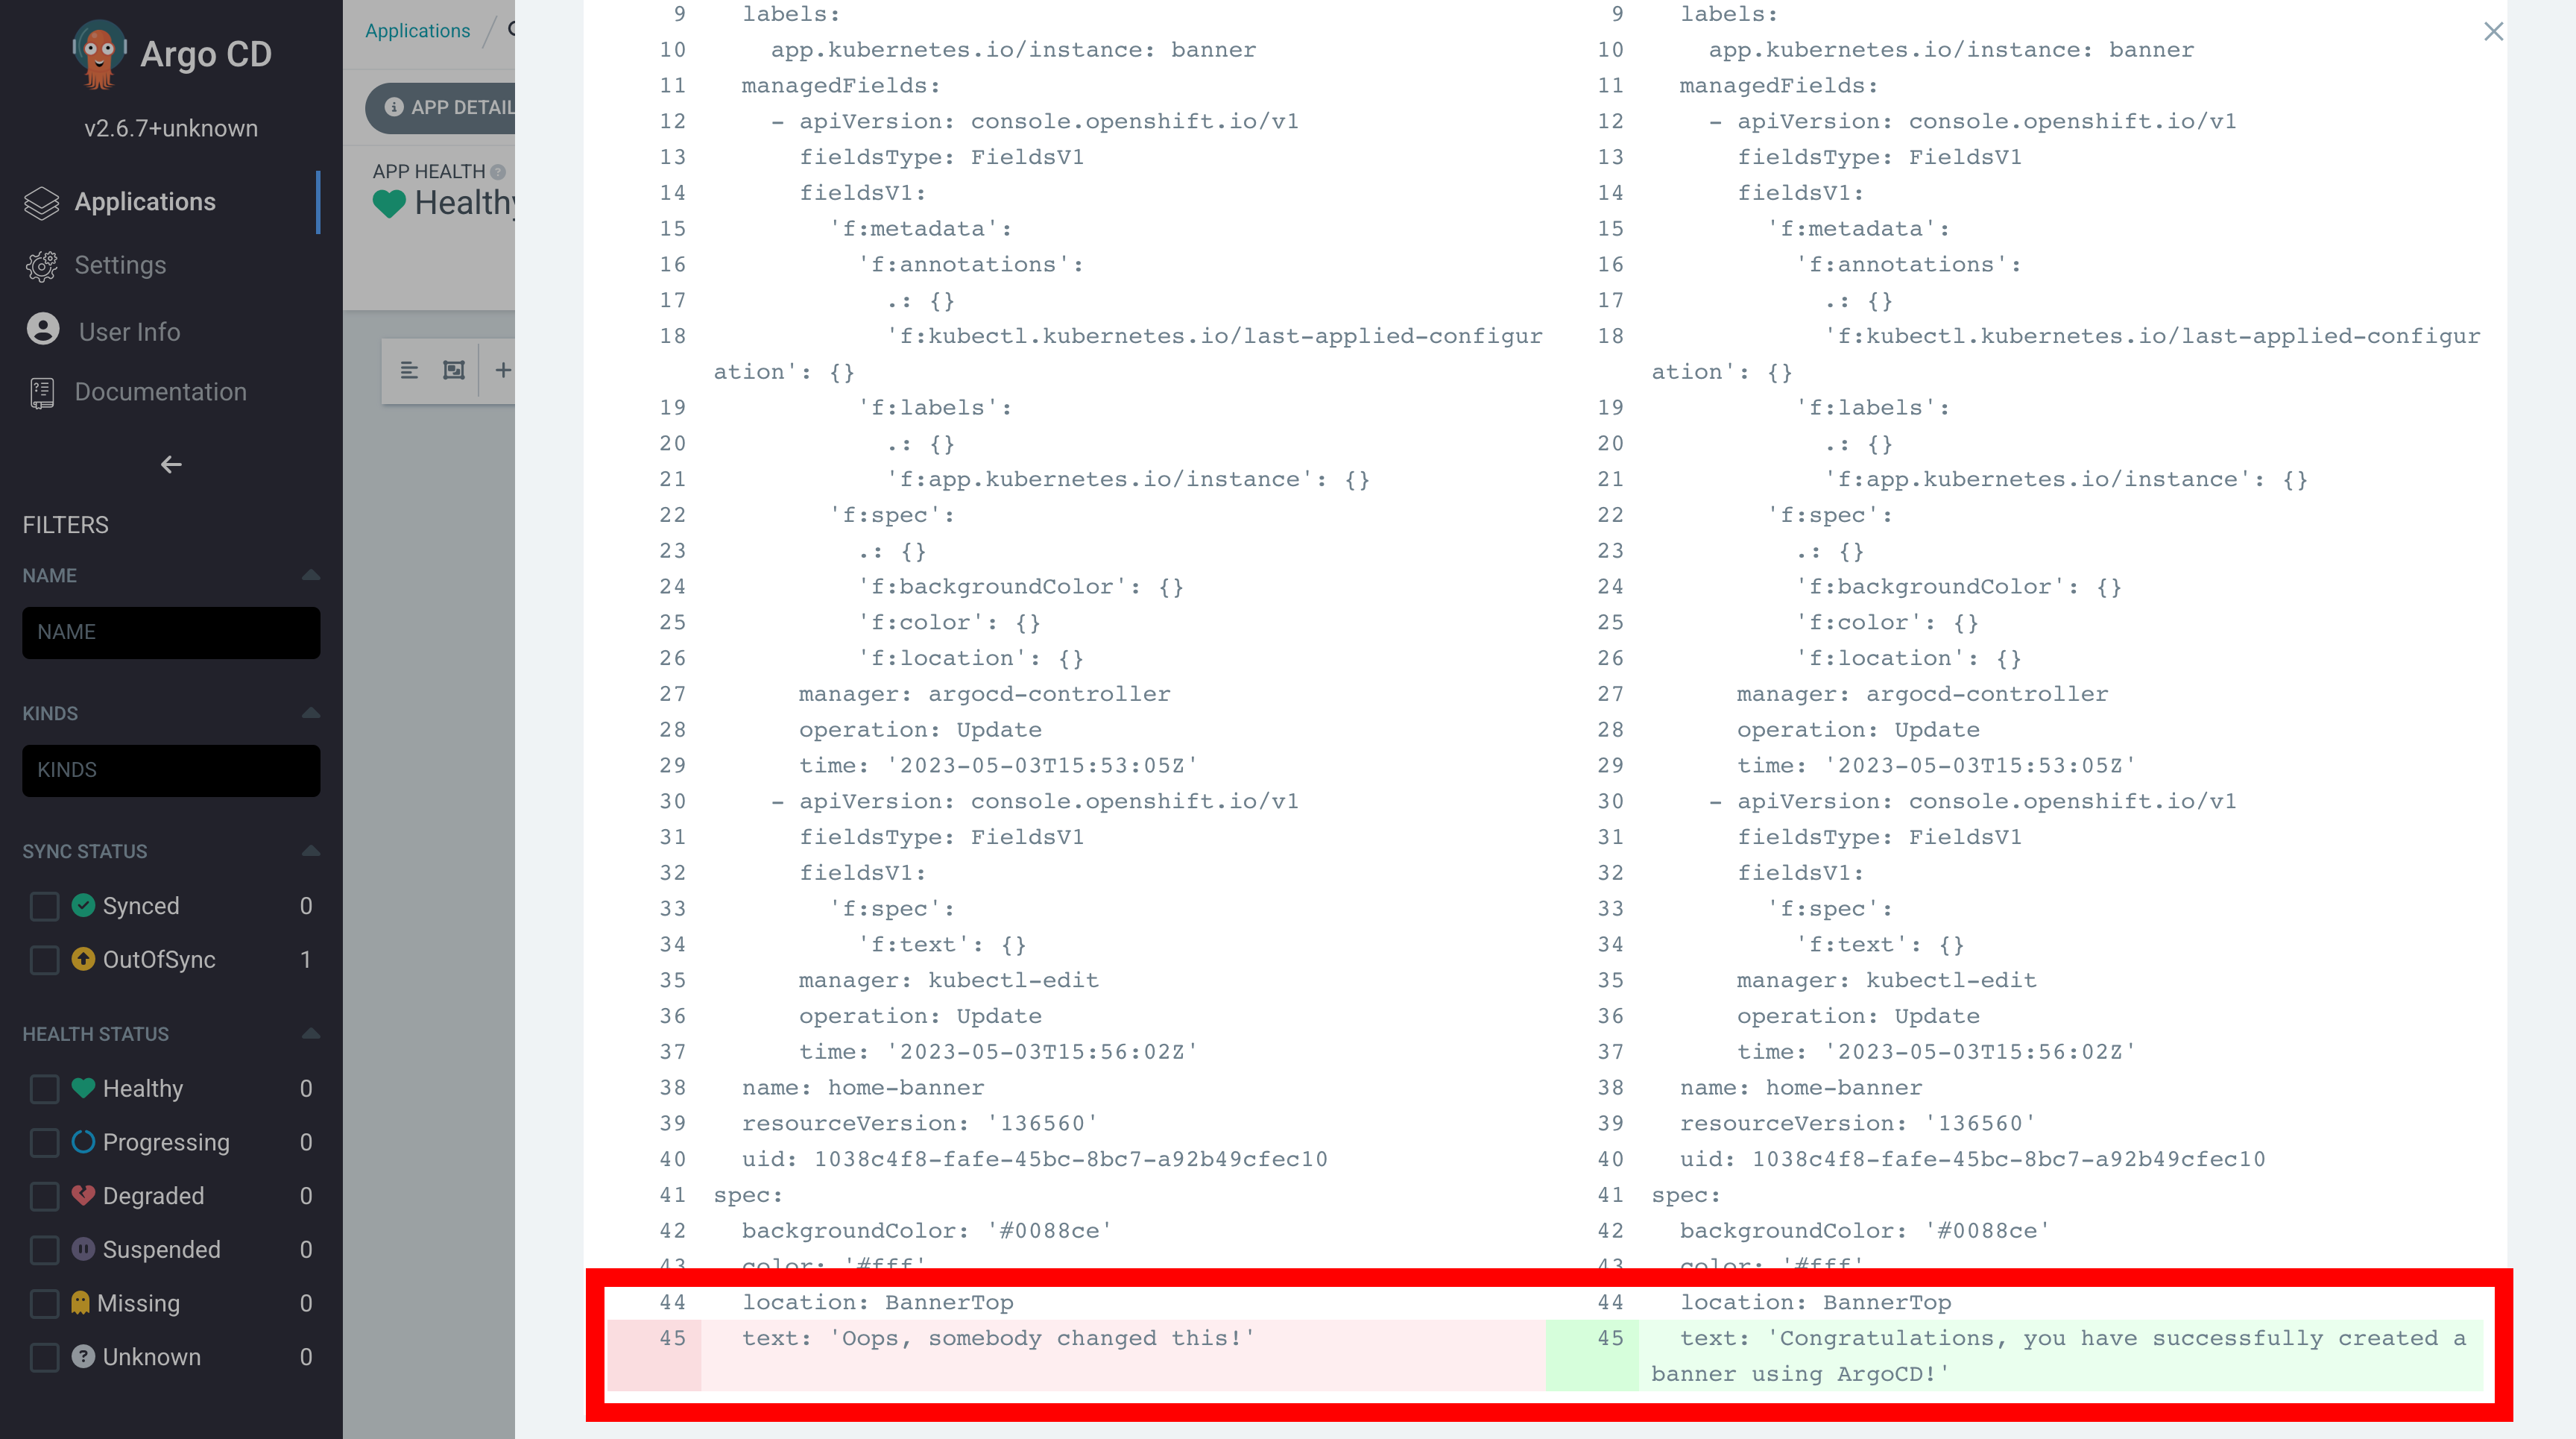 Argo CD
v2.6.7+unknown
Applications
Settings
User Info
Documentation
FILTERS
NAME
NAME
KINDS
KINDS
SYNC STATUS
Synced 0
OutOfSync 1
HEALTH STATUS
Healthy 0
Progressing 0
Degraded 0
Suspended 0
Missing 0
Unknown 0
Applications /
APP DETAIL
APP HEALTH
Healthy
9 labels:
10 app.kubernetes.io/instance: banner
11 managedFields:
12 - apiVersion: console.openshift.io/v1
13 fieldsType: FieldsV1
14 fieldsV1:
15 'f:metadata':
16 'f:annotations':
17 .: {}
18 'f:kubectl.kubernetes.io/last-applied-configur
ation': {}
19 'f:labels':
20 .: {}
21 'f:app.kubernetes.io/instance': {}
22 'f:spec':
23 .: {}
24 'f:backgroundColor': {}
25 'f:color': {}
26 'f:location': {}
27 manager: argocd-controller
28 operation: Update
29 time: '2023-05-03T15:53:05Z'
30 - apiVersion: console.openshift.io/v1
31 fieldsType: FieldsV1
32 fieldsV1:
33 'f:spec':
34 'f:text': {}
35 manager: kubectl-edit
36 operation: Update
37 time: '2023-05-03T15:56:02Z'
38 name: home-banner
39 resourceVersion: '136560'
40 uid: 1038c4f8-fafe-45bc-8bc7-a92b49cfec10
41 spec:
42 backgroundColor: '#0088ce'
43 color: '#fff'
44 location: BannerTop
45 text: 'Oops, somebody changed this!'
9 labels:
10 app.kubernetes.io/instance: banner
11 managedFields:
12 - apiVersion: console.openshift.io/v1
13 fieldsType: FieldsV1
14 fieldsV1:
15 'f:metadata':
16 'f:annotations':
17 .: {}
18 'f:kubectl.kubernetes.io/last-applied-configur
ation': {}
19 'f:labels':
20 .: {}
21 'f:app.kubernetes.io/instance': {}
22 'f:spec':
23 .: {}
24 'f:backgroundColor': {}
25 'f:color': {}
26 'f:location': {}
27 manager: argocd-controller
28 operation: Update
29 time: '2023-05-03T15:53:05Z'
30 - apiVersion: console.openshift.io/v1
31 fieldsType: FieldsV1
32 fieldsV1:
33 'f:spec':
34 'f:text': {}
35 manager: kubectl-edit
36 operation: Update
37 time: '2023-05-03T15:56:02Z'
38 name: home-banner
39 resourceVersion: '136560'
40 uid: 1038c4f8-fafe-45bc-8bc7-a92b49cfec10
41 spec:
42 backgroundColor: '#0088ce'
43 color: '#fff'
44 location: BannerTop
45 text: 'Congratulations, you have successfully created a
banner using ArgoCD!'